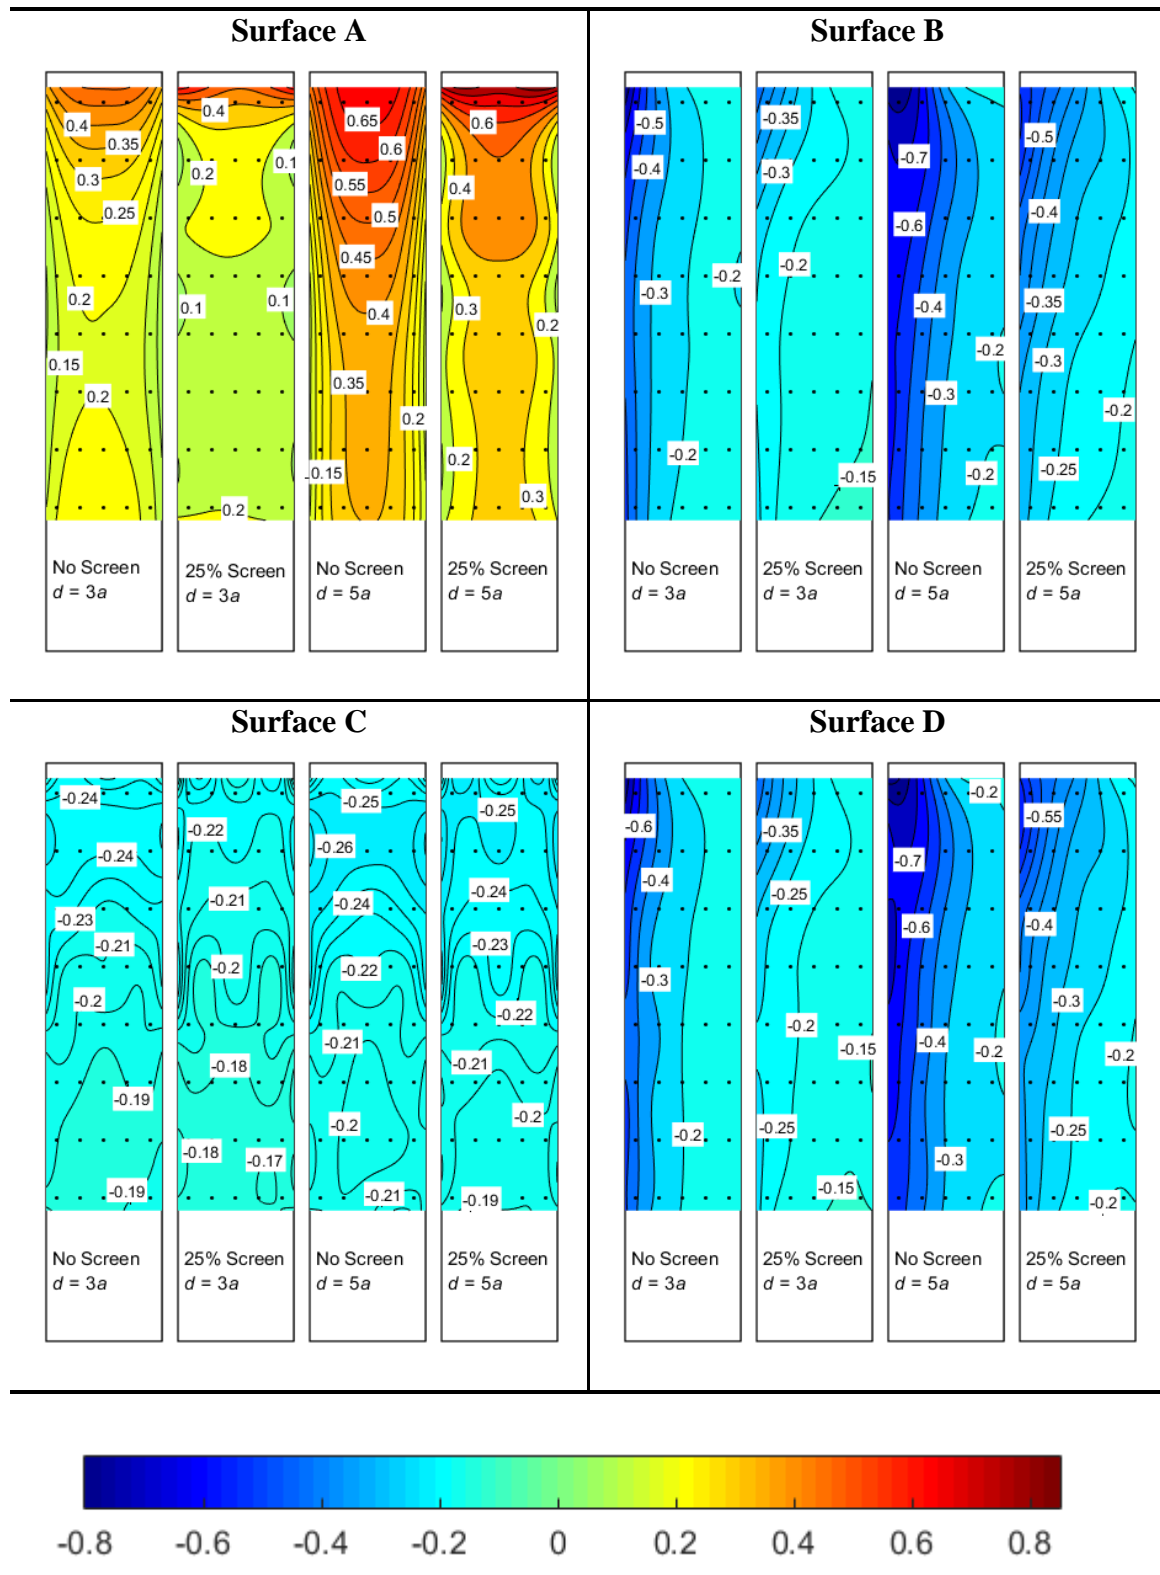 Surface A
0.4
0.35
0.3
0.25
0.2
0.15
0.2
No Screen
d = 3a
0.4
0.2
0.1
0.1
0.1
0.2
25% Screen
d = 3a
0.65
0.6
0.55
0.5
0.45
0.4
0.35
0.2
0.15
No Screen
d = 5a
0.6
0.4
0.3
0.2
0.2
0.3
25% Screen
d = 5a
Surface B
-0.5
-0.4
-0.2
-0.3
-0.2
No Screen
d = 3a
-0.35
-0.3
-0.2
-0.15
25% Screen
d = 3a
-0.7
-0.6
-0.4
-0.2
-0.3
-0.2
No Screen
d = 5a
-0.5
-0.4
-0.35
-0.3
-0.2
-0.25
25% Screen
d = 5a
Surface C
-0.24
-0.24
-0.23
-0.21
-0.2
-0.19
-0.19
No Screen
d = 3a
-0.22
-0.21
-0.2
-0.18
-0.18
-0.17
25% Screen
d = 3a
-0.25
-0.26
-0.24
-0.22
-0.21
-0.2
-0.21
No Screen
d = 5a
-0.25
-0.24
-0.23
-0.22
-0.21
-0.2
-0.19
25% Screen
d = 5a
Surface D
-0.6
-0.4
-0.3
-0.2
No Screen
d = 3a
-0.35
-0.25
-0.2
-0.15
-0.25
-0.15
25% Screen
d = 3a
-0.2
-0.7
-0.6
-0.4
-0.2
-0.3
No Screen
d = 5a
-0.55
-0.4
-0.3
-0.2
-0.25
-0.2
25% Screen
d = 5a
-0.8 -0.6 -0.4 -0.2 0 0.2 0.4 0.6 0.8